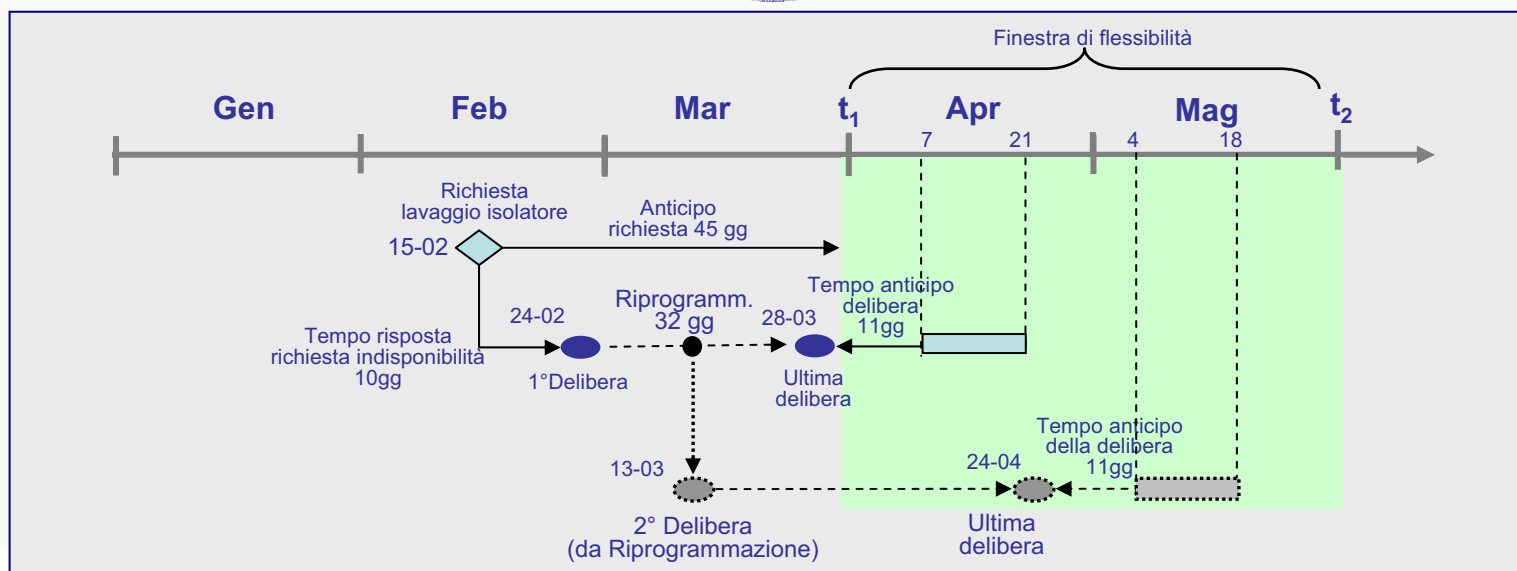 Finestra di flessibilità
Gen
Feb
Mar
t1
Apr
Mag
t2
7
21
4
18
Richiesta
lavaggio isolatore
15-02
Anticipo
richiesta 45 gg
Tempo risposta
richiesta indisponibilità
10gg
24-02
1°Delibera
Riprogramm.
32 gg
28-03
Ultima
delibera
Tempo anticipo
delibera
11gg
13-03
2° Delibera
(da Riprogrammazione)
24-04
Ultima
delibera
Tempo anticipo
della delibera
11gg